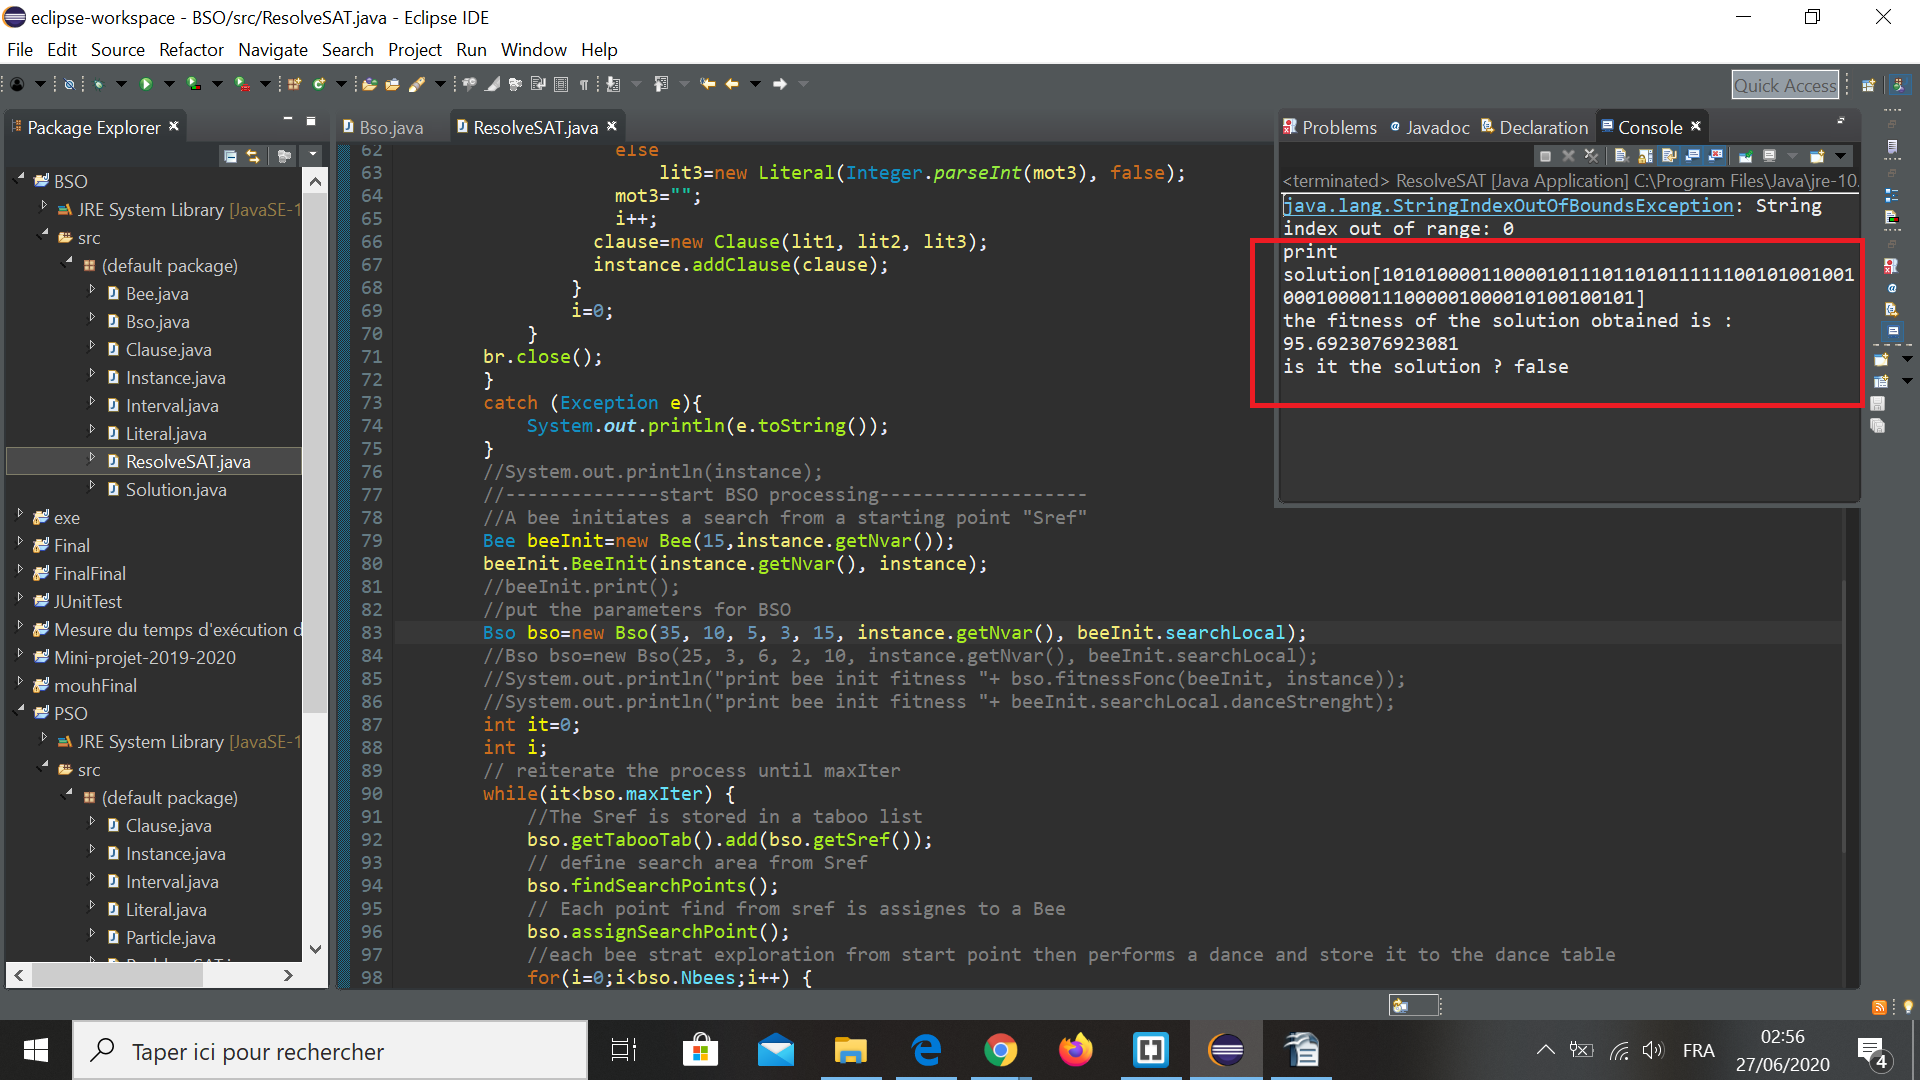 eclipse-workspace - BSO/src/ResolveSAT.java - Eclipse IDE
File Edit Source Refactor Navigate Search Project Run Window Help
Quick Access
Package Explorer
BSO
JRE System Library [JavaSE-1
src
(default package)
Bee.java
Bso.java
Clause.java
Instance.java
Interval.java
Literal.java
ResolveSAT.java
Solution.java
exe
Final
FinalFinal
JUnitTest
Mesure du temps d'exécution d
Mini-projet-2019-2020
mouhFinal
PSO
JRE System Library [JavaSE-1
src
(default package)
Clause.java
Instance.java
Interval.java
Literal.java
Particle.java
Bso.java
ResolveSAT.java
62 else
63 lit3=new Literal(Integer.parseInt(mot3), false);
64 mot3="";
65 i++;
66 clause=new Clause(lit1, lit2, lit3);
67 instance.addClause(clause);
68 }
69 i=0;
70 }
71 br.close();
72 }
73 catch (Exception e){
74 System.out.println(e.toString());
75 }
76 //System.out.println(instance);
77 //--------------start BSO processing-------------------
78 //A bee initiates a search from a starting point "Sref"
79 Bee beeInit=new Bee(15,instance.getNvar());
80 beeInit.BeeInit(instance.getNvar(), instance);
81 //beeInit.print();
82 //put the parameters for BSO
83 Bso bso=new Bso(35, 10, 5, 3, 15, instance.getNvar(), beeInit.searchLocal);
84 //Bso bso=new Bso(25, 3, 6, 2, 10, instance.getNvar(), beeInit.searchLocal);
85 //System.out.println("print bee init fitness "+ bso.fitnessFonc(beeInit, instance));
86 //System.out.println("print bee init fitness "+ beeInit.searchLocal.danceStrenght);
87 int it=0;
88 int i;
89 // reiterate the process until maxIter
90 while(it<bso.maxIter) {
91 //The Sref is stored in a taboo list
92 bso.getTabooTab().add(bso.getSref());
93 // define search area from Sref
94 bso.findSearchPoints();
95 // Each point find from sref is assignes to a Bee
96 bso.assignSearchPoint();
97 //each bee strat exploration from start point then performs a dance and store it to the dance table
98 for(i=0;i<bso.Nbees;i++) {
Problems Javadoc Declaration Console
<terminated> ResolveSAT [Java Application] C:\Program Files\Java\jre-10.
java.lang.StringIndexOutOfBoundsException: String
index out of range: 0
print
solution[1010100001100001011101101011111100101001001
00010000111000001000010100100101]
the fitness of the solution obtained is :
95.6923076923081
is it the solution ? false
Taper ici pour rechercher
FRA
02:56
27/06/2020
4